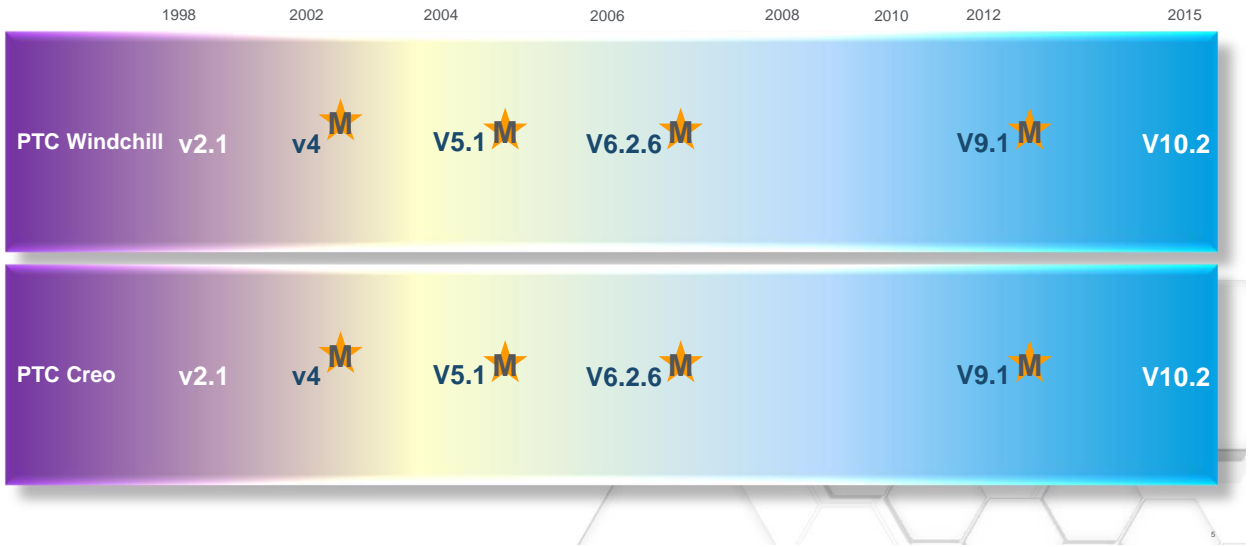 1998 2002 2004 2006 2008 2010 2012 2015
PTC Windchill v2.1 v4 M V5.1 M V6.2.6 M V9.1 M V10.2
PTC Creo v2.1 v4 M V5.1 M V6.2.6 M V9.1 M V10.2
5